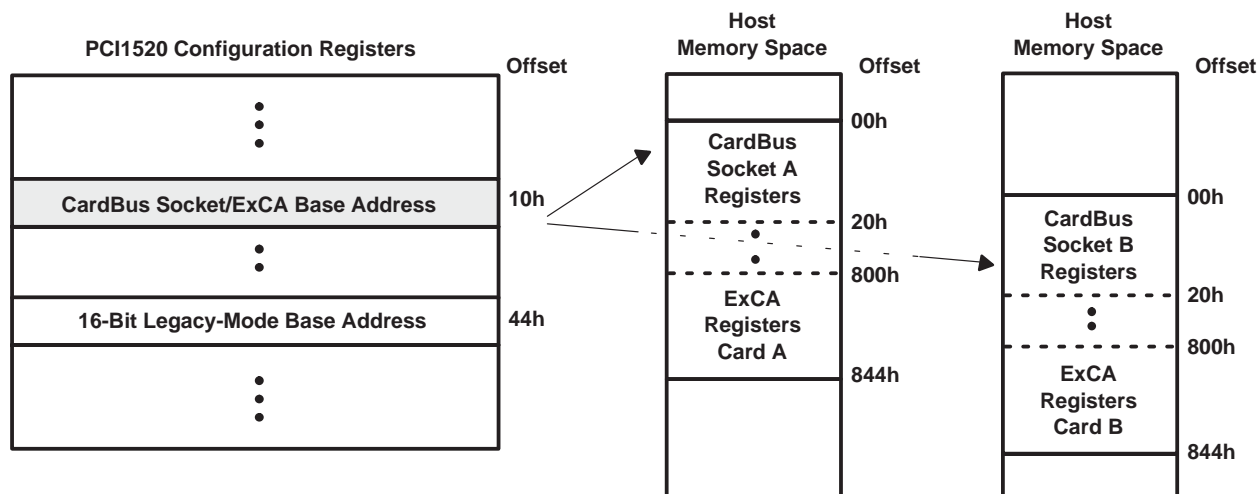 PCI1520 Configuration Registers
Offset
CardBus Socket/ExCA Base Address
10h
16-Bit Legacy-Mode Base Address
44h
Host
Memory Space
Offset
00h
CardBus
Socket A
Registers
20h
800h
ExCA
Registers
Card A
844h
Host
Memory Space
Offset
00h
CardBus
Socket B
Registers
20h
800h
ExCA
Registers
Card B
844h